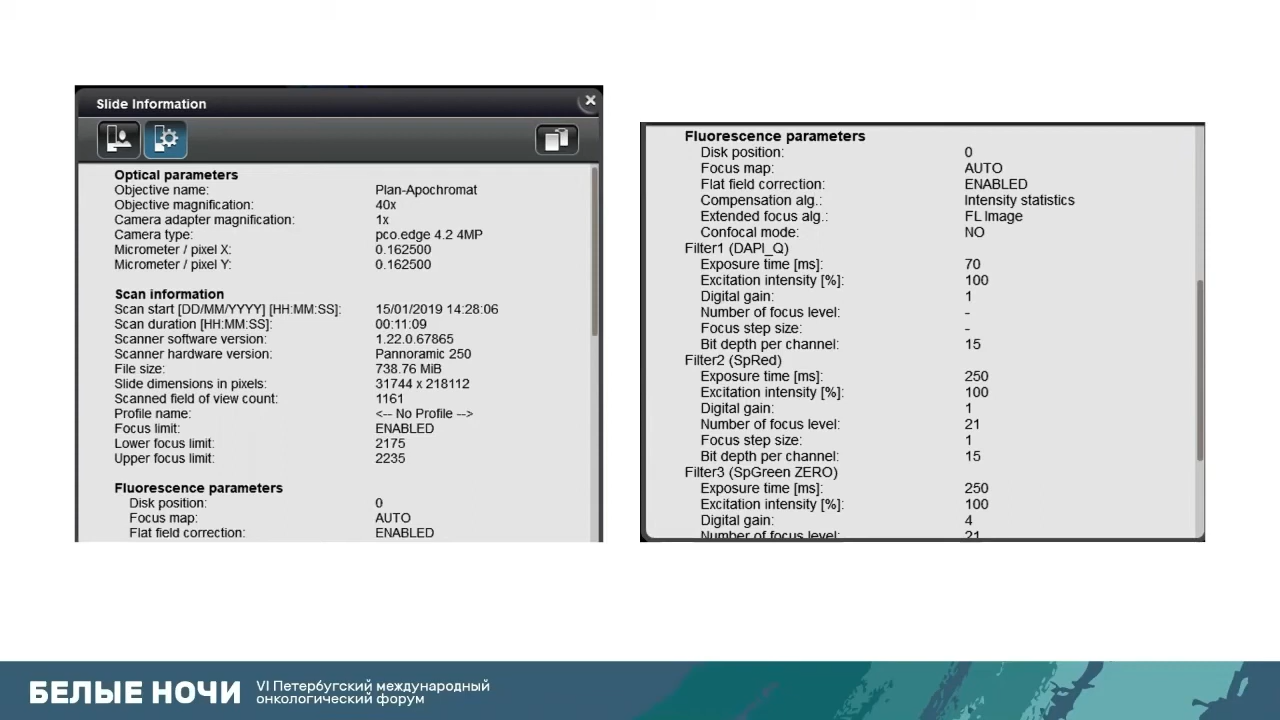 Slide Information
Optical parameters
Objective name: Plan-Apochromat
Objective magnification: 40x
Camera adapter magnification: 1x
Camera type: pco.edge 4.2 4MP
Micrometer / pixel X: 0.162500
Micrometer / pixel Y: 0.162500
Scan information
Scan start [DD/MM/YYYY] [HH:MM:SS]: 15/01/2019 14:28:06
Scan duration [HH:MM:SS]: 00:11:09
Scanner software version: 1.22.0.67865
Scanner hardware version: Pannoramic 250
File size: 738.76 MiB
Slide dimensions in pixels: 31744 x 218112
Scanned field of view count: 1161
Profile name: <-- No Profile -->
Focus limit: ENABLED
Lower focus limit: 2175
Upper focus limit: 2235
Fluorescence parameters
Disk position: 0
Focus map: AUTO
Flat field correction: ENABLED
Fluorescence parameters
Disk position: 0
Focus map: AUTO
Flat field correction: ENABLED
Compensation alg.: Intensity statistics
Extended focus alg.: FL Image
Confocal mode: NO
Filter1 (DAPI_Q)
Exposure time [ms]: 70
Excitation intensity [%]: 100
Digital gain: 1
Number of focus level: -
Focus step size: -
Bit depth per channel: 15
Filter2 (SpRed)
Exposure time [ms]: 250
Excitation intensity [%]: 100
Digital gain: 1
Number of focus level: 21
Focus step size: 1
Bit depth per channel: 15
Filter3 (SpGreen ZERO)
Exposure time [ms]: 250
Excitation intensity [%]: 100
Digital gain: 4
Number of focus level: 21
БЕЛЫЕ НОЧИ
VI Петербургский международный
онкологический форум